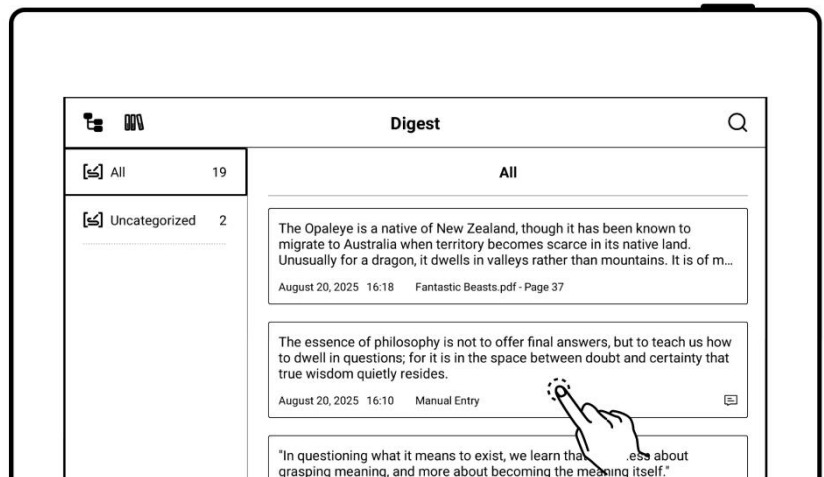 Digest
All 19
All
Uncategorized 2
The Opaleye is a native of New Zealand, though it has been known to
migrate to Australia when territory becomes scarce in its native land.
Unusually for a dragon, it dwells in valleys rather than mountains. It is of m...
August 20, 2025 16:18 Fantastic Beasts.pdf - Page 37
The essence of philosophy is not to offer final answers, but to teach us how
to dwell in questions; for it is in the space between doubt and certainty that
true wisdom quietly resides.
August 20, 2025 16:10 Manual Entry
"In questioning what it means to exist, we learn about
grasping meaning, and more about becoming the meaning itself."